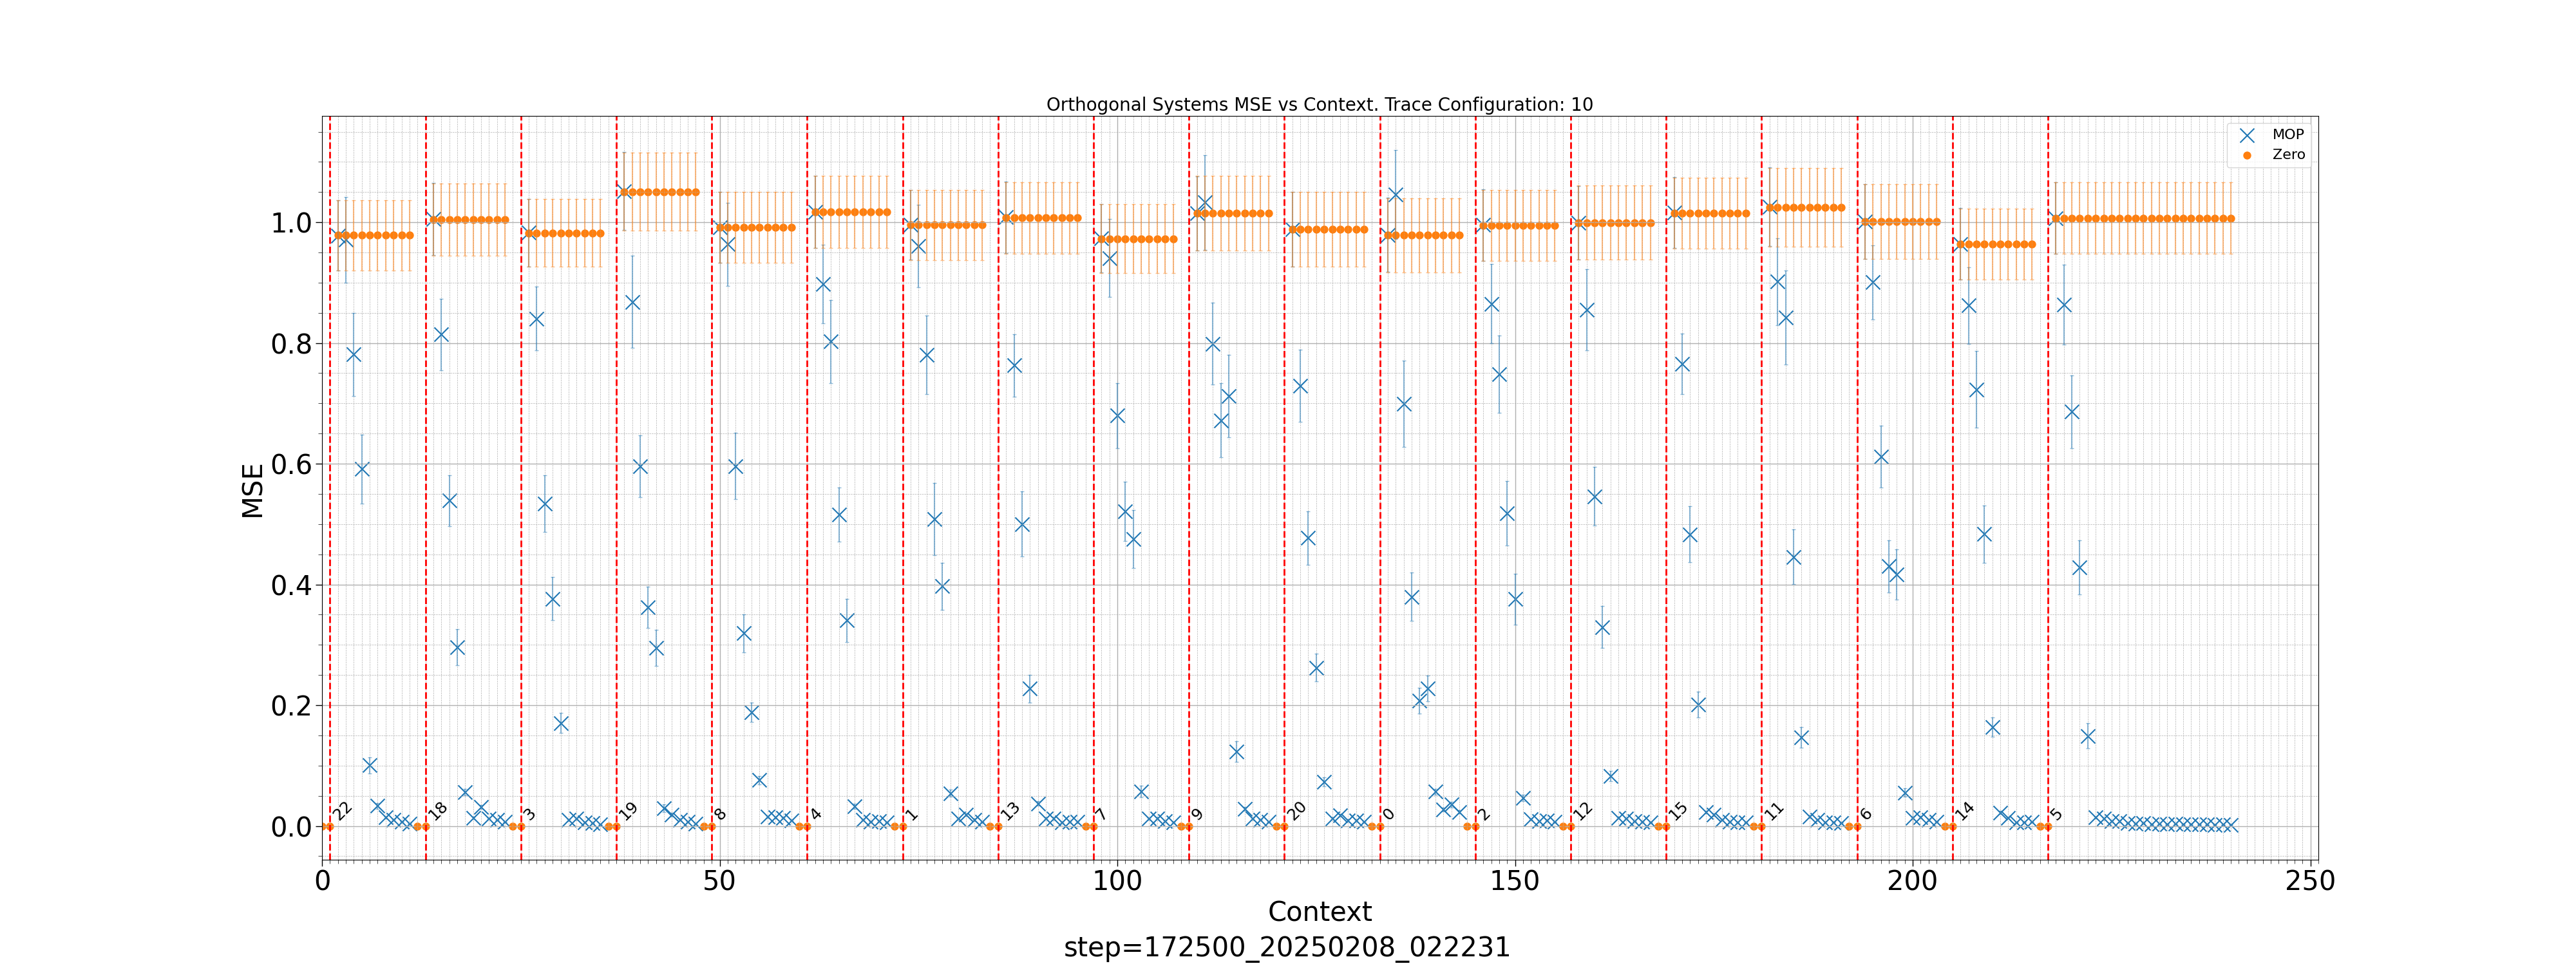 Orthogonal Systems MSE vs Context. Trace Configuration: 10
MOP
Zero
MSE
1.0
0.8
0.6
0.4
0.2
0.0
22 18 3 19 8 4 1 13 7 9 20 0 2 12 15 11 6 14 5
0 50 100 150 200 250
Context
step=172500_20250208_022231